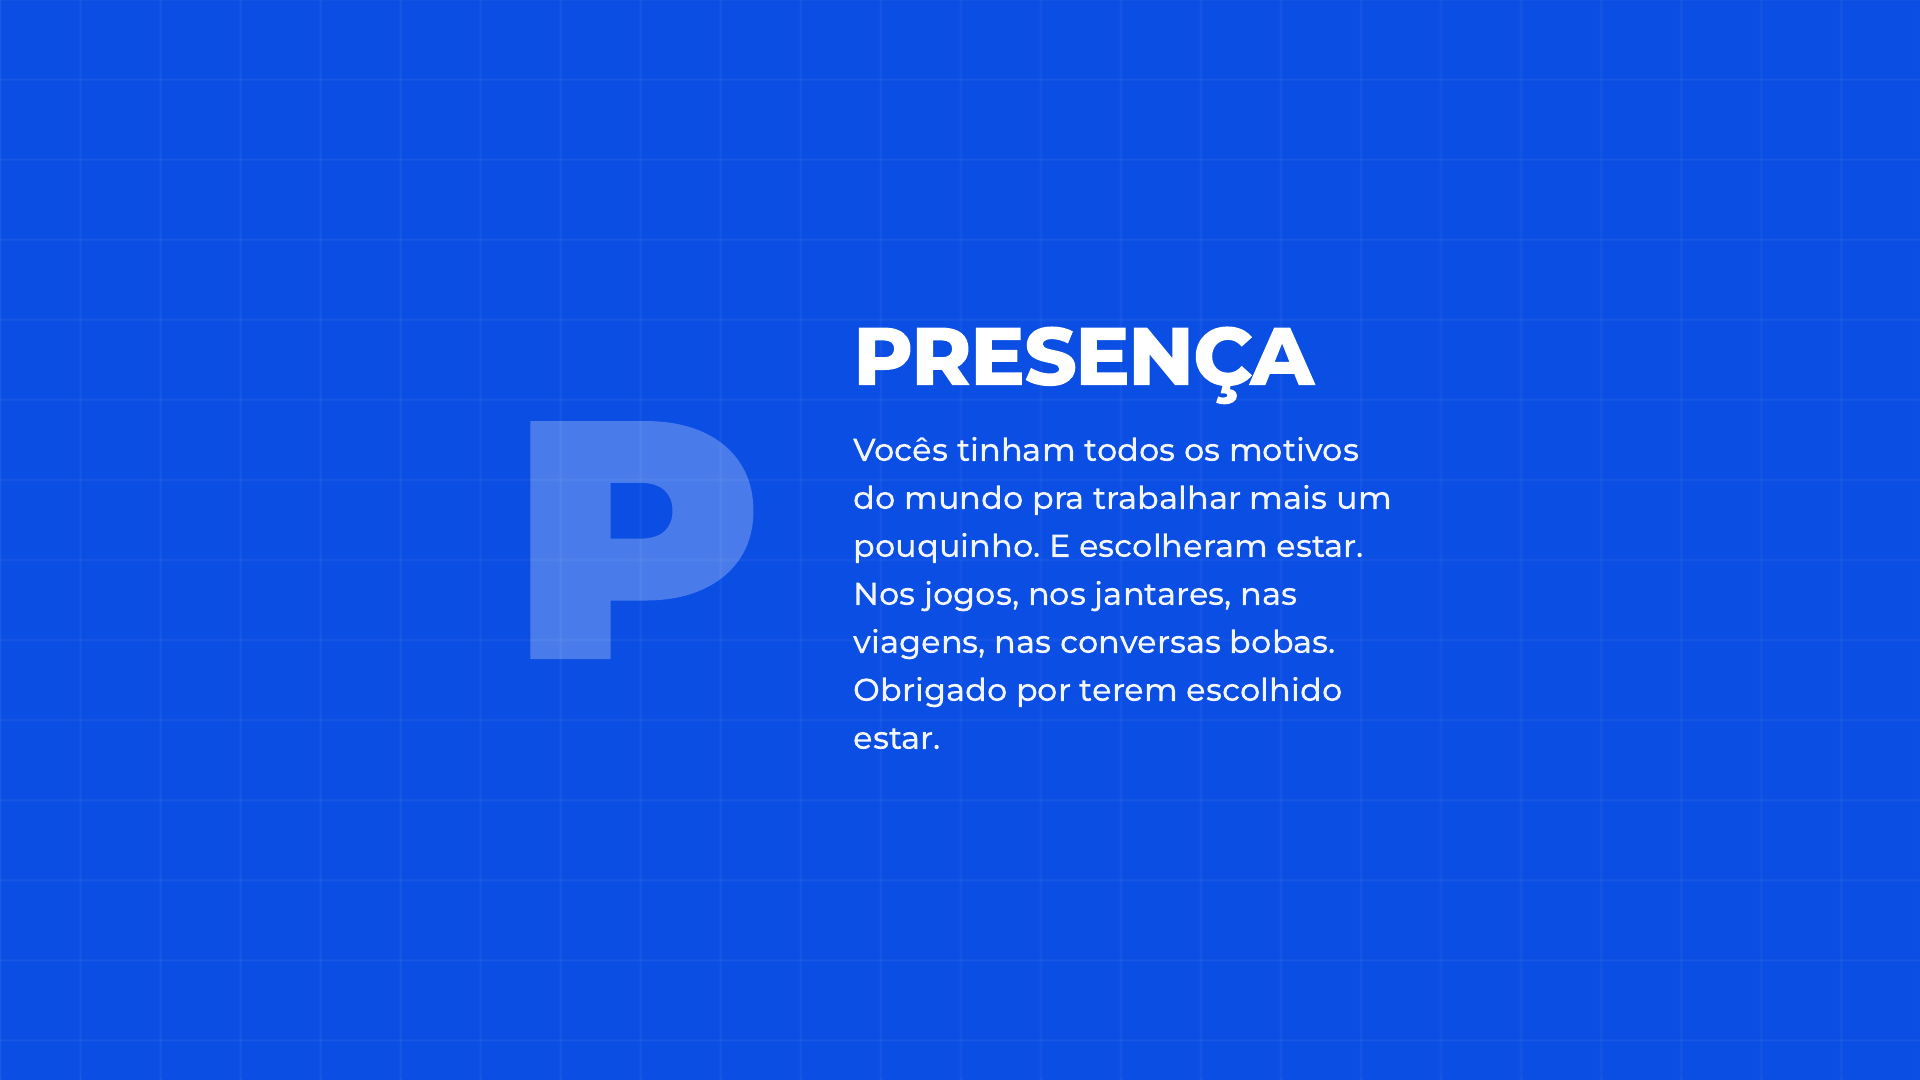 P
PRESENÇA
Vocês tinham todos os motivos
do mundo pra trabalhar mais um
pouquinho. E escolheram estar.
Nos jogos, nos jantares, nas
viagens, nas conversas bobas.
Obrigado por terem escolhido
estar.